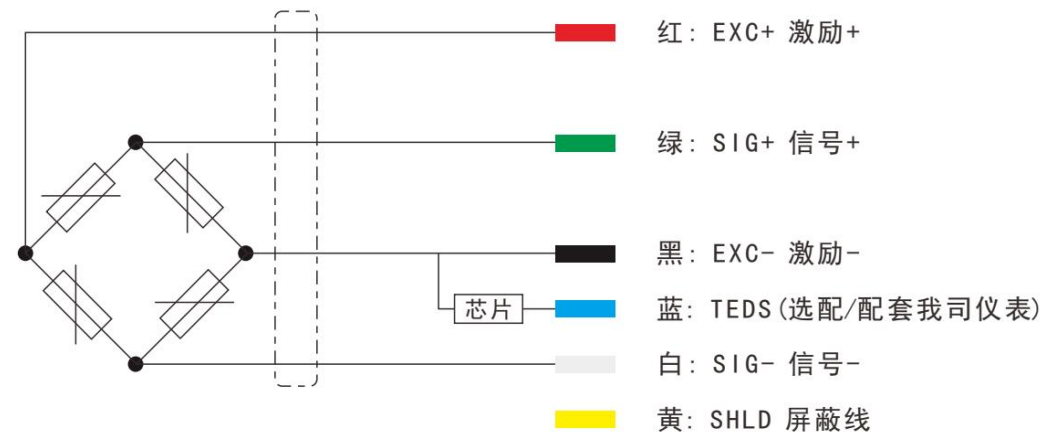 红: EXC+ 激励+
绿: SIG+ 信号+
黑: EXC- 激励-
芯片
蓝: TEDS(选配/配套我司仪表)
白: SIG- 信号-
黄: SHLD 屏蔽线